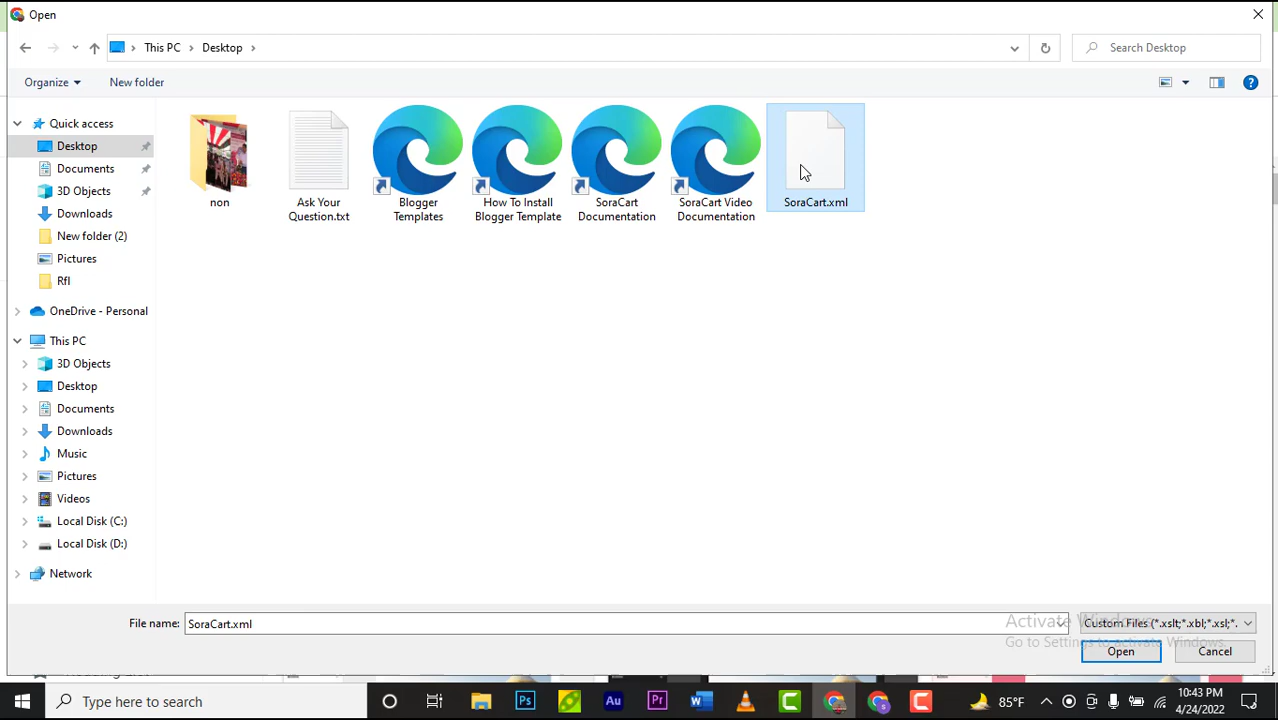 Open
This PC
Desktop
Search Desktop
Organize
New folder
Quick access
Desktop
Documents
3D Objects
Downloads
New folder (2)
Pictures
Rfl
OneDrive - Personal
This PC
3D Objects
Desktop
Documents
Downloads
Music
Pictures
Videos
Local Disk (C:)
Local Disk (D:)
Network
non
Ask Your
Question.txt
Blogger
Templates
How To Install
Blogger Template
SoraCart
Documentation
SoraCart Video
Documentation
SoraCart.xml
File name:
SoraCart.xml
Custom Files (*.xslt;*.xbl;*.xsl;*.
Activate Windows
Go to Settings to activate Windows.
Open
Cancel
Type here to search
Ps
Au
Pr
W
S
85°F
10:43 PM
4/24/2022